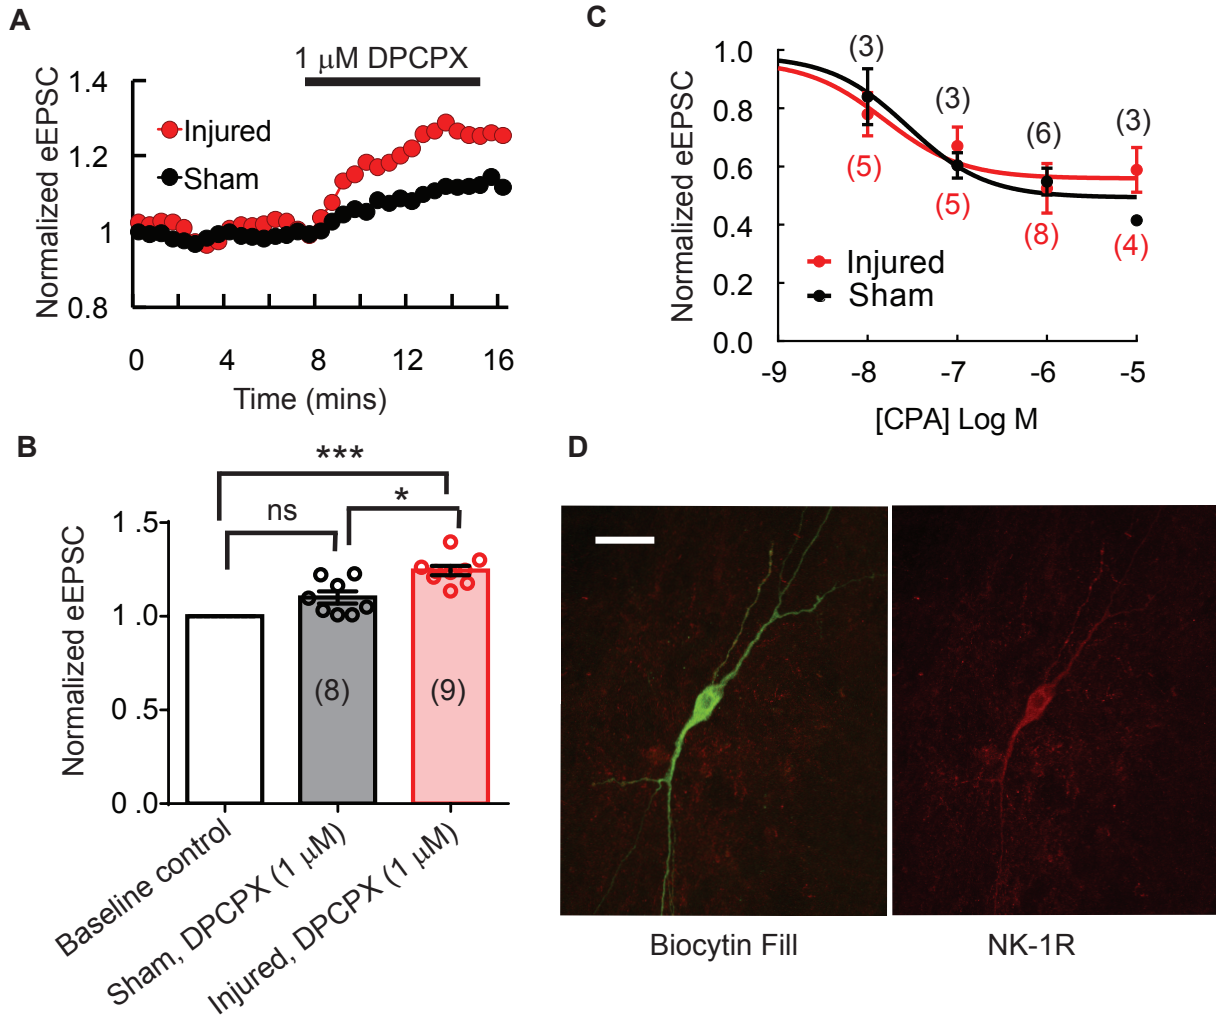 A
1 μM DPCPX
Normalized eEPSC
1.4
1.2
1
0.8
Injured
Sham
0
4
8
12
16
Time (mins)
C
Normalized eEPSC
1.0
0.8
0.6
0.4
0.2
0.0
(3)
(3)
(6)
(3)
(5)
(5)
(8)
(4)
Injured
Sham
-9
-8
-7
-6
-5
[CPA] Log M
B
***
ns
*
Normalized eEPSC
1 .5
1.0
0 .5
0 .0
(8)
(9)
Baseline control
Sham, DPCPX (1 μM)
Injured, DPCPX (1 μM)
D
Biocytin Fill
NK-1R